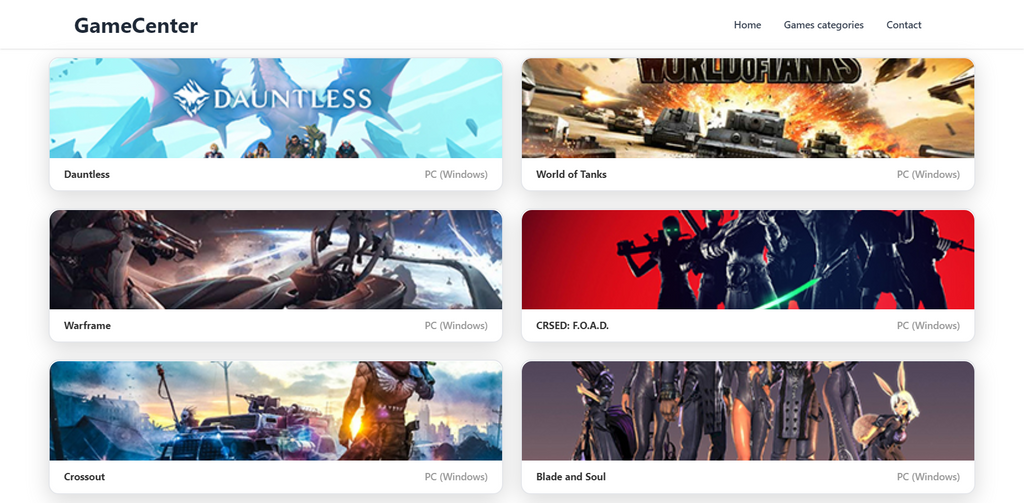 GameCenter
Home Games categories Contact
DAUNTLESS
WORLD OF TANKS
Dauntless PC (Windows)
World of Tanks PC (Windows)
Warframe PC (Windows)
CRSED: F.O.A.D. PC (Windows)
Crossout PC (Windows)
Blade and Soul PC (Windows)